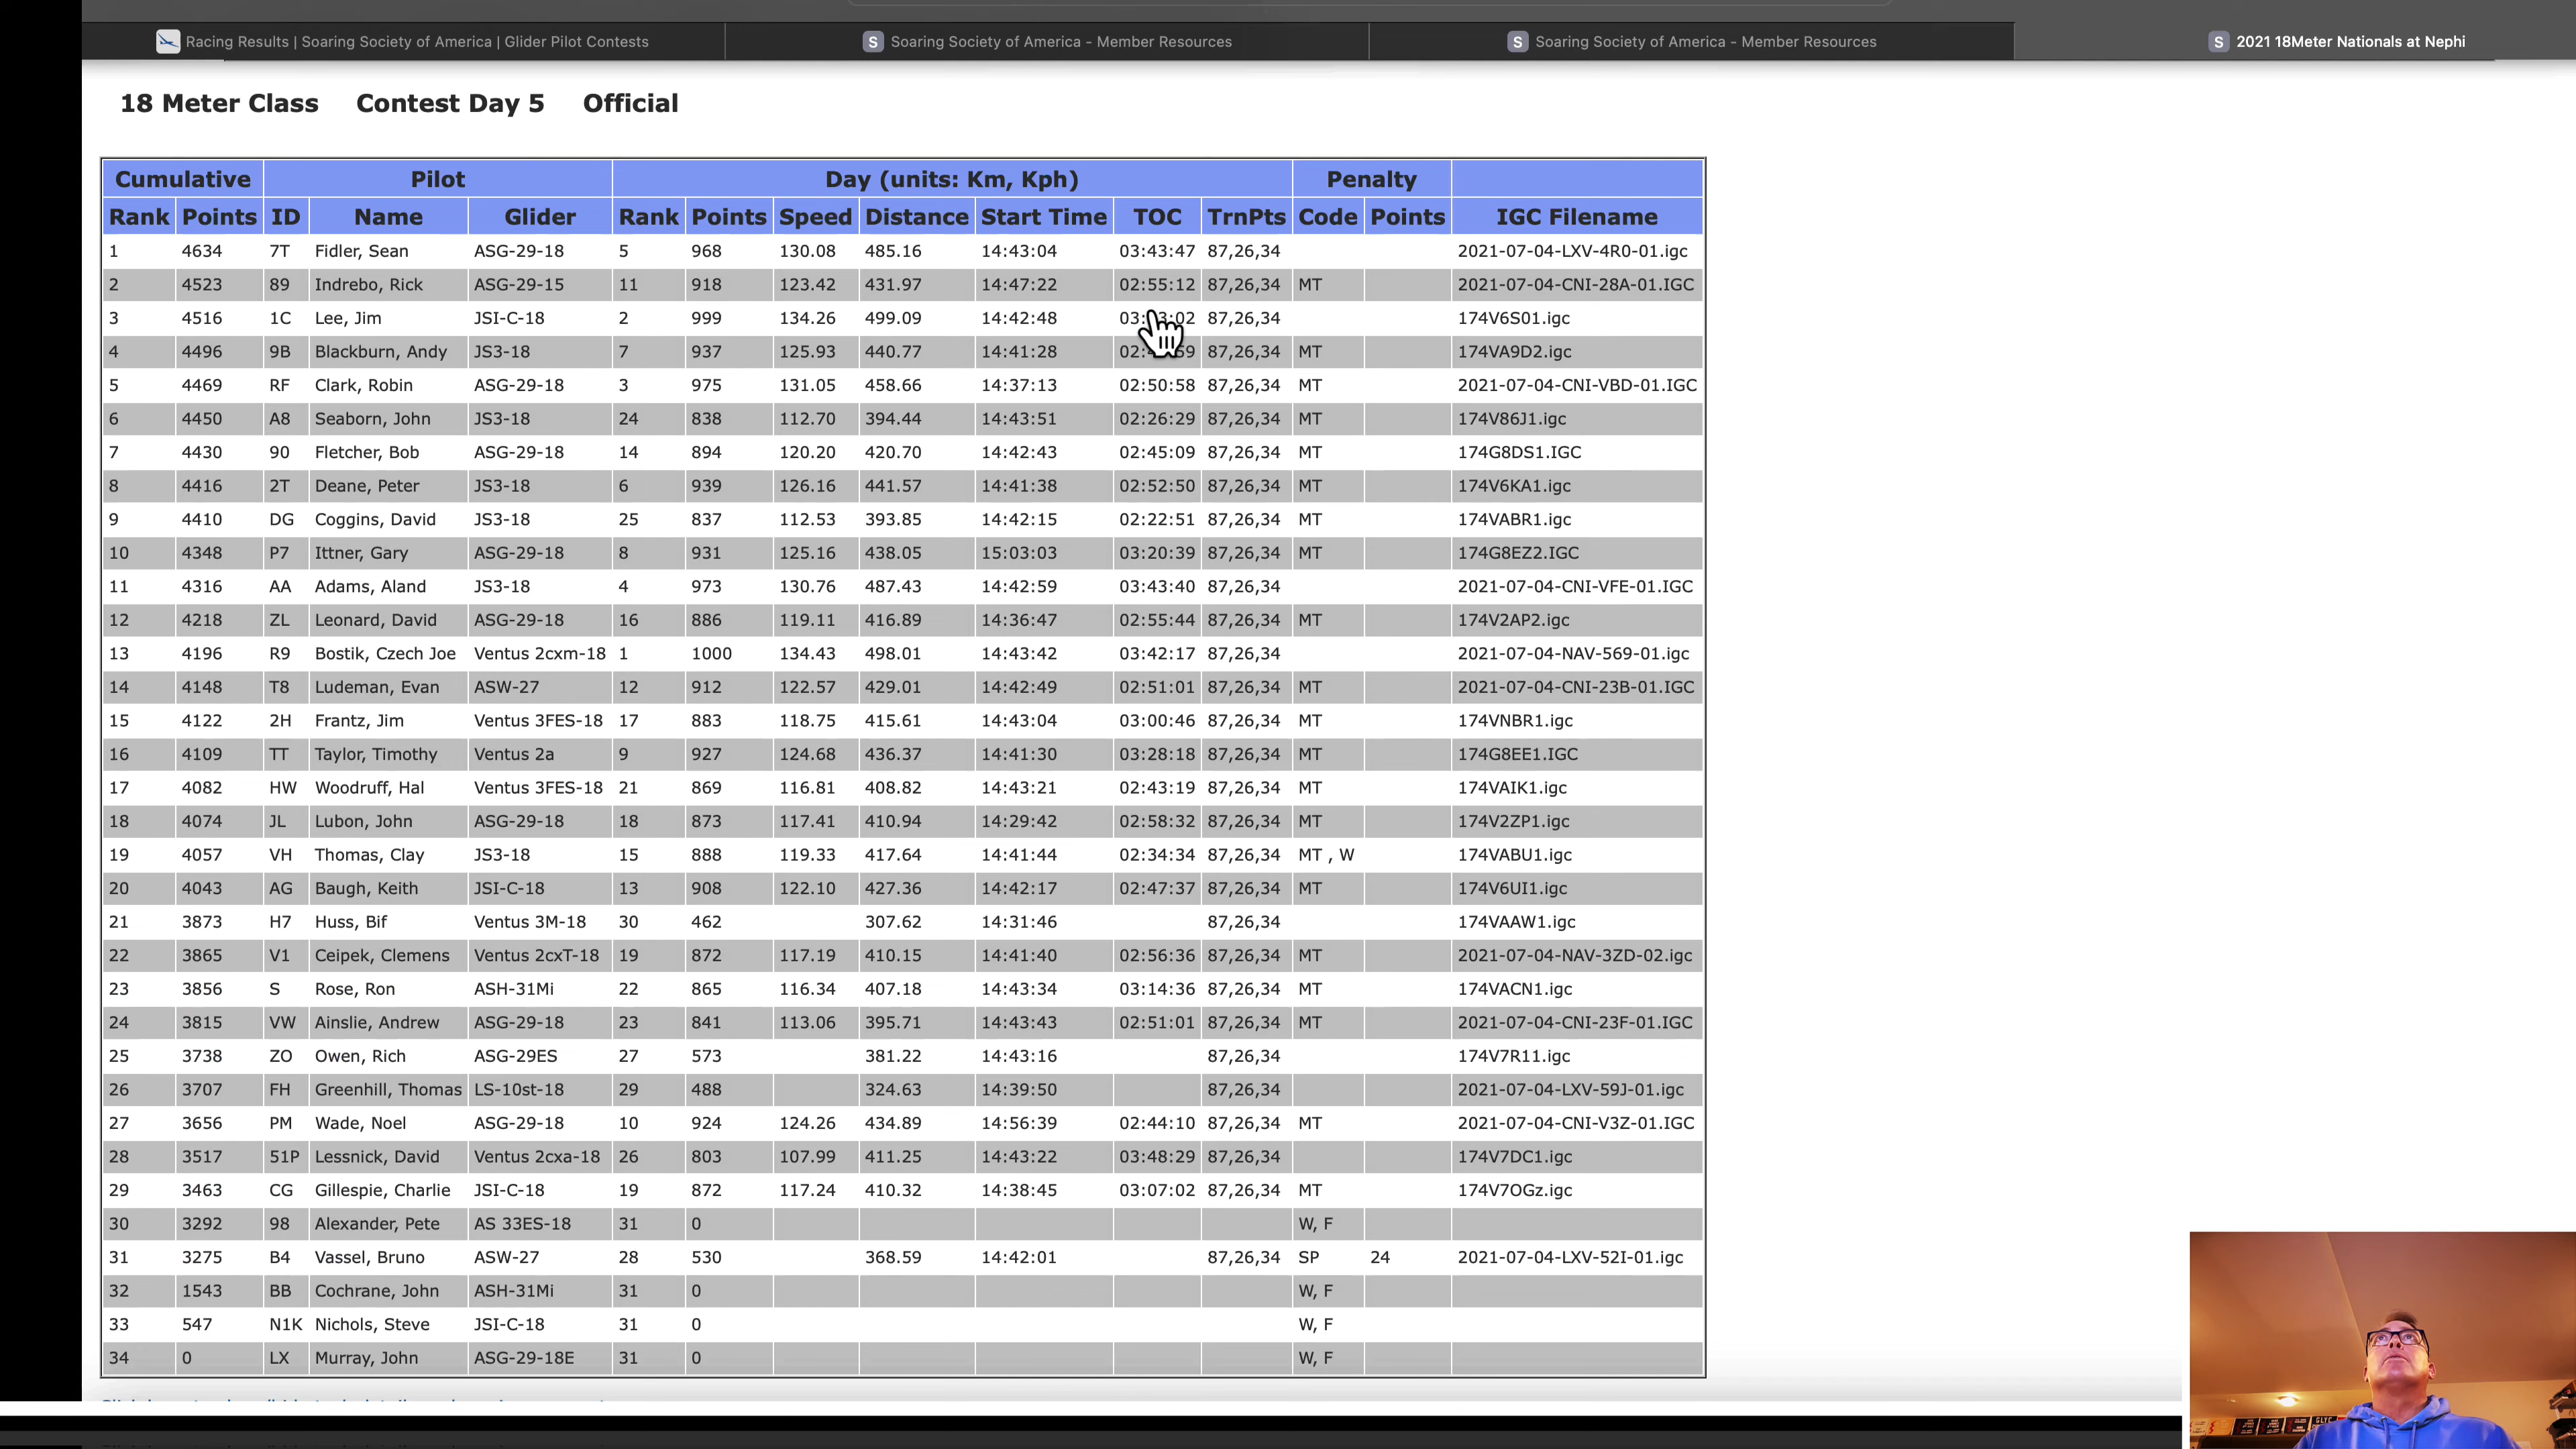 Racing Results | Soaring Society of America | Glider Pilot Contests
S Soaring Society of America - Member Resources
S Soaring Society of America - Member Resources
S 2021 18Meter Nationals at Nephi
18 Meter Class Contest Day 5 Official
Cumulative Pilot Day (units: Km, Kph) Penalty
Rank Points ID Name Glider Rank Points Speed Distance Start Time TOC TrnPts Code Points IGC Filename
1 4634 7T Fidler, Sean ASG-29-18 5 968 130.08 485.16 14:43:04 03:43:47 87,26,34 2021-07-04-LXV-4R0-01.igc
2 4523 89 Indrebo, Rick ASG-29-15 11 918 123.42 431.97 14:47:22 02:55:12 87,26,34 MT 2021-07-04-CNI-28A-01.IGC
3 4516 1C Lee, Jim JSI-C-18 2 999 134.26 499.09 14:42:48 87,26,34 174V6S01.igc
4 4496 9B Blackburn, Andy JS3-18 7 937 125.93 440.77 14:41:28 87,26,34 MT 174VA9D2.igc
5 4469 RF Clark, Robin ASG-29-18 3 975 131.05 458.66 14:37:13 02:50:58 87,26,34 MT 2021-07-04-CNI-VBD-01.IGC
6 4450 A8 Seaborn, John JS3-18 24 838 112.70 394.44 14:43:51 02:26:29 87,26,34 MT 174V86J1.igc
7 4430 90 Fletcher, Bob ASG-29-18 14 894 120.20 420.70 14:42:43 02:45:09 87,26,34 MT 174G8DS1.IGC
8 4416 2T Deane, Peter JS3-18 6 939 126.16 441.57 14:41:38 02:52:50 87,26,34 MT 174V6KA1.igc
9 4410 DG Coggins, David JS3-18 25 837 112.53 393.85 14:42:15 02:22:51 87,26,34 MT 174VABR1.igc
10 4348 P7 Ittner, Gary ASG-29-18 8 931 125.16 438.05 15:03:03 03:20:39 87,26,34 MT 174G8EZ2.IGC
11 4316 AA Adams, Aland JS3-18 4 973 130.76 487.43 14:42:59 03:43:40 87,26,34 2021-07-04-CNI-VFE-01.IGC
12 4218 ZL Leonard, David ASG-29-18 16 886 119.11 416.89 14:36:47 02:55:44 87,26,34 MT 174V2AP2.igc
13 4196 R9 Bostik, Czech Joe Ventus 2cxm-18 1 1000 134.43 498.01 14:43:42 03:42:17 87,26,34 2021-07-04-NAV-569-01.igc
14 4148 T8 Ludeman, Evan ASW-27 12 912 122.57 429.01 14:42:49 02:51:01 87,26,34 MT 2021-07-04-CNI-23B-01.IGC
15 4122 2H Frantz, Jim Ventus 3FES-18 17 883 118.75 415.61 14:43:04 03:00:46 87,26,34 MT 174VNBR1.igc
16 4109 TT Taylor, Timothy Ventus 2a 9 927 124.68 436.37 14:41:30 03:28:18 87,26,34 MT 174G8EE1.IGC
17 4082 HW Woodruff, Hal Ventus 3FES-18 21 869 116.81 408.82 14:43:21 02:43:19 87,26,34 MT 174VAIK1.igc
18 4074 JL Lubon, John ASG-29-18 18 873 117.41 410.94 14:29:42 02:58:32 87,26,34 MT 174V2ZP1.igc
19 4057 VH Thomas, Clay JS3-18 15 888 119.33 417.64 14:41:44 02:34:34 87,26,34 MT , W 174VABU1.igc
20 4043 AG Baugh, Keith JSI-C-18 13 908 122.10 427.36 14:42:17 02:47:37 87,26,34 MT 174V6UI1.igc
21 3873 H7 Huss, Bif Ventus 3M-18 30 462 307.62 14:31:46 87,26,34 174VAAW1.igc
22 3865 V1 Ceipek, Clemens Ventus 2cxT-18 19 872 117.19 410.15 14:41:40 02:56:36 87,26,34 MT 2021-07-04-NAV-3ZD-02.igc
23 3856 S Rose, Ron ASH-31Mi 22 865 116.34 407.18 14:43:34 03:14:36 87,26,34 MT 174VACN1.igc
24 3815 VW Ainslie, Andrew ASG-29-18 23 841 113.06 395.71 14:43:43 02:51:01 87,26,34 MT 2021-07-04-CNI-23F-01.IGC
25 3738 ZO Owen, Rich ASG-29ES 27 573 381.22 14:43:16 87,26,34 174V7R11.igc
26 3707 FH Greenhill, Thomas LS-10st-18 29 488 324.63 14:39:50 87,26,34 2021-07-04-LXV-59J-01.igc
27 3656 PM Wade, Noel ASG-29-18 10 924 124.26 434.89 14:56:39 02:44:10 87,26,34 MT 2021-07-04-CNI-V3Z-01.IGC
28 3517 51P Lessnick, David Ventus 2cxa-18 26 803 107.99 411.25 14:43:22 03:48:29 87,26,34 174V7DC1.igc
29 3463 CG Gillespie, Charlie JSI-C-18 19 872 117.24 410.32 14:38:45 03:07:02 87,26,34 MT 174V7OGz.igc
30 3292 98 Alexander, Pete AS 33ES-18 31 0 W, F
31 3275 B4 Vassel, Bruno ASW-27 28 530 368.59 14:42:01 87,26,34 SP 24 2021-07-04-LXV-52I-01.igc
32 1543 BB Cochrane, John ASH-31Mi 31 0 W, F
33 547 N1K Nichols, Steve JSI-C-18 31 0 W, F
34 0 LX Murray, John ASG-29-18E 31 0 W, F